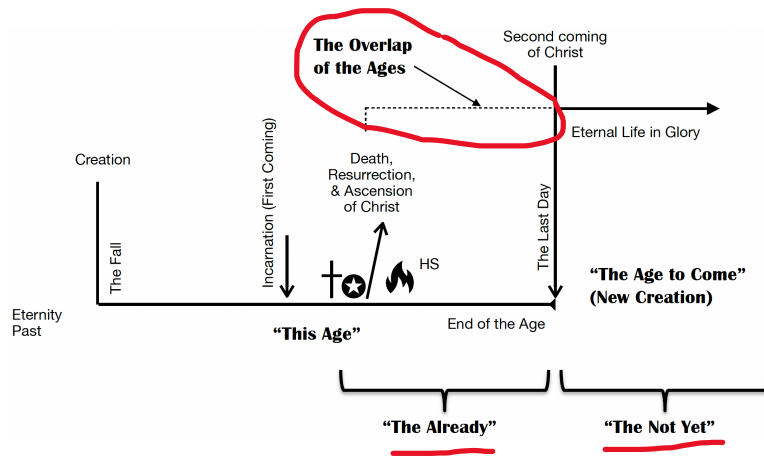 The Overlap
of the Ages
Second coming
of Christ
Eternal Life in Glory
Creation
The Fall
Incarnation (First Coming)
Death,
Resurrection,
& Ascension
of Christ
HS
The Last Day
“The Age to Come”
(New Creation)
Eternity
Past
“This Age”
End of the Age
“The Already”
“The Not Yet”